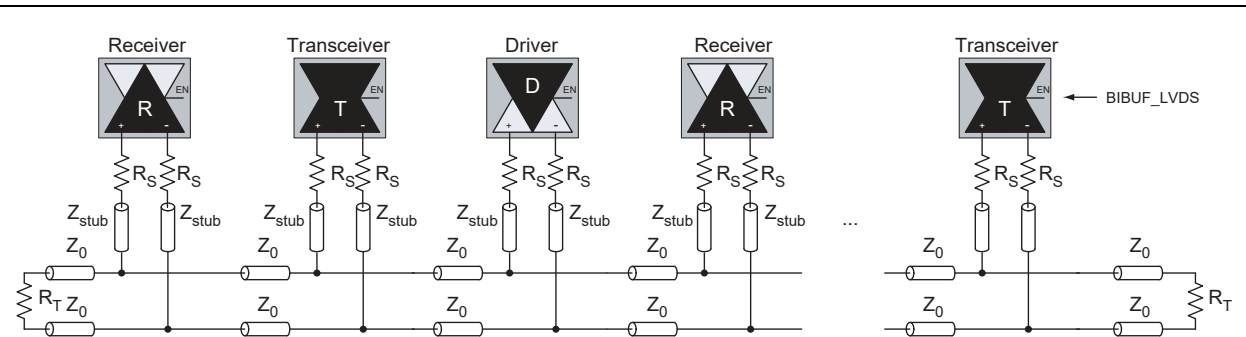 Receiver Transceiver Driver Receiver Transceiver
EN EN D EN EN EN BIBUF_LVDS
R T R T
+ - + - + - + - + -
RS RS RS RS RS RS RS RS RS RS
Zstub Zstub Zstub Zstub Zstub Zstub Zstub Zstub ...
Z0 Z0 Z0 Z0 Z0 Z0
RT Z0 Z0 Z0 Z0 Z0 Z0 RT